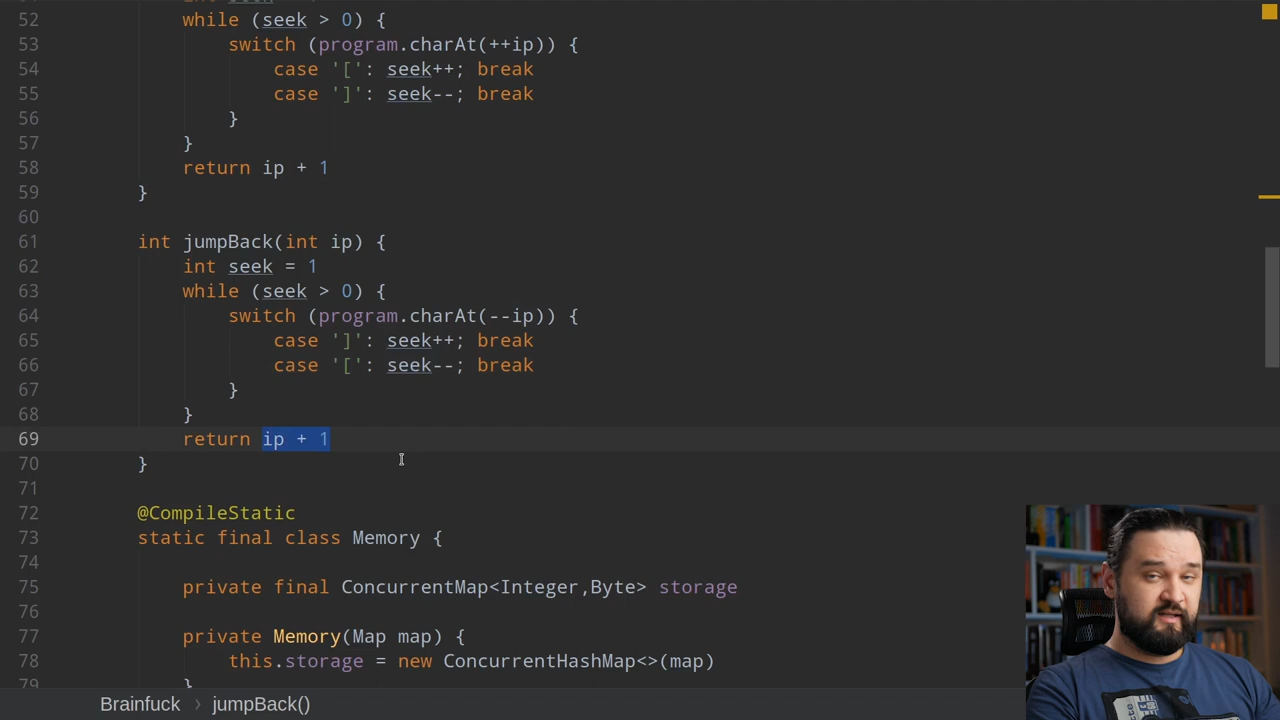 52 while (seek > 0) {
53 switch (program.charAt(++ip)) {
54 case '[': seek++; break
55 case ']': seek--; break
56 }
57 }
58 return ip + 1
59 }
60
61 int jumpBack(int ip) {
62 int seek = 1
63 while (seek > 0) {
64 switch (program.charAt(--ip)) {
65 case ']': seek++; break
66 case '[': seek--; break
67 }
68 }
69 return ip + 1
70 }
71
72 @CompileStatic
73 static final class Memory {
74
75 private final ConcurrentMap<Integer,Byte> storage
76
77 private Memory(Map map) {
78 this.storage = new ConcurrentHashMap<>(map)
79 }
Brainfuck › jumpBack()